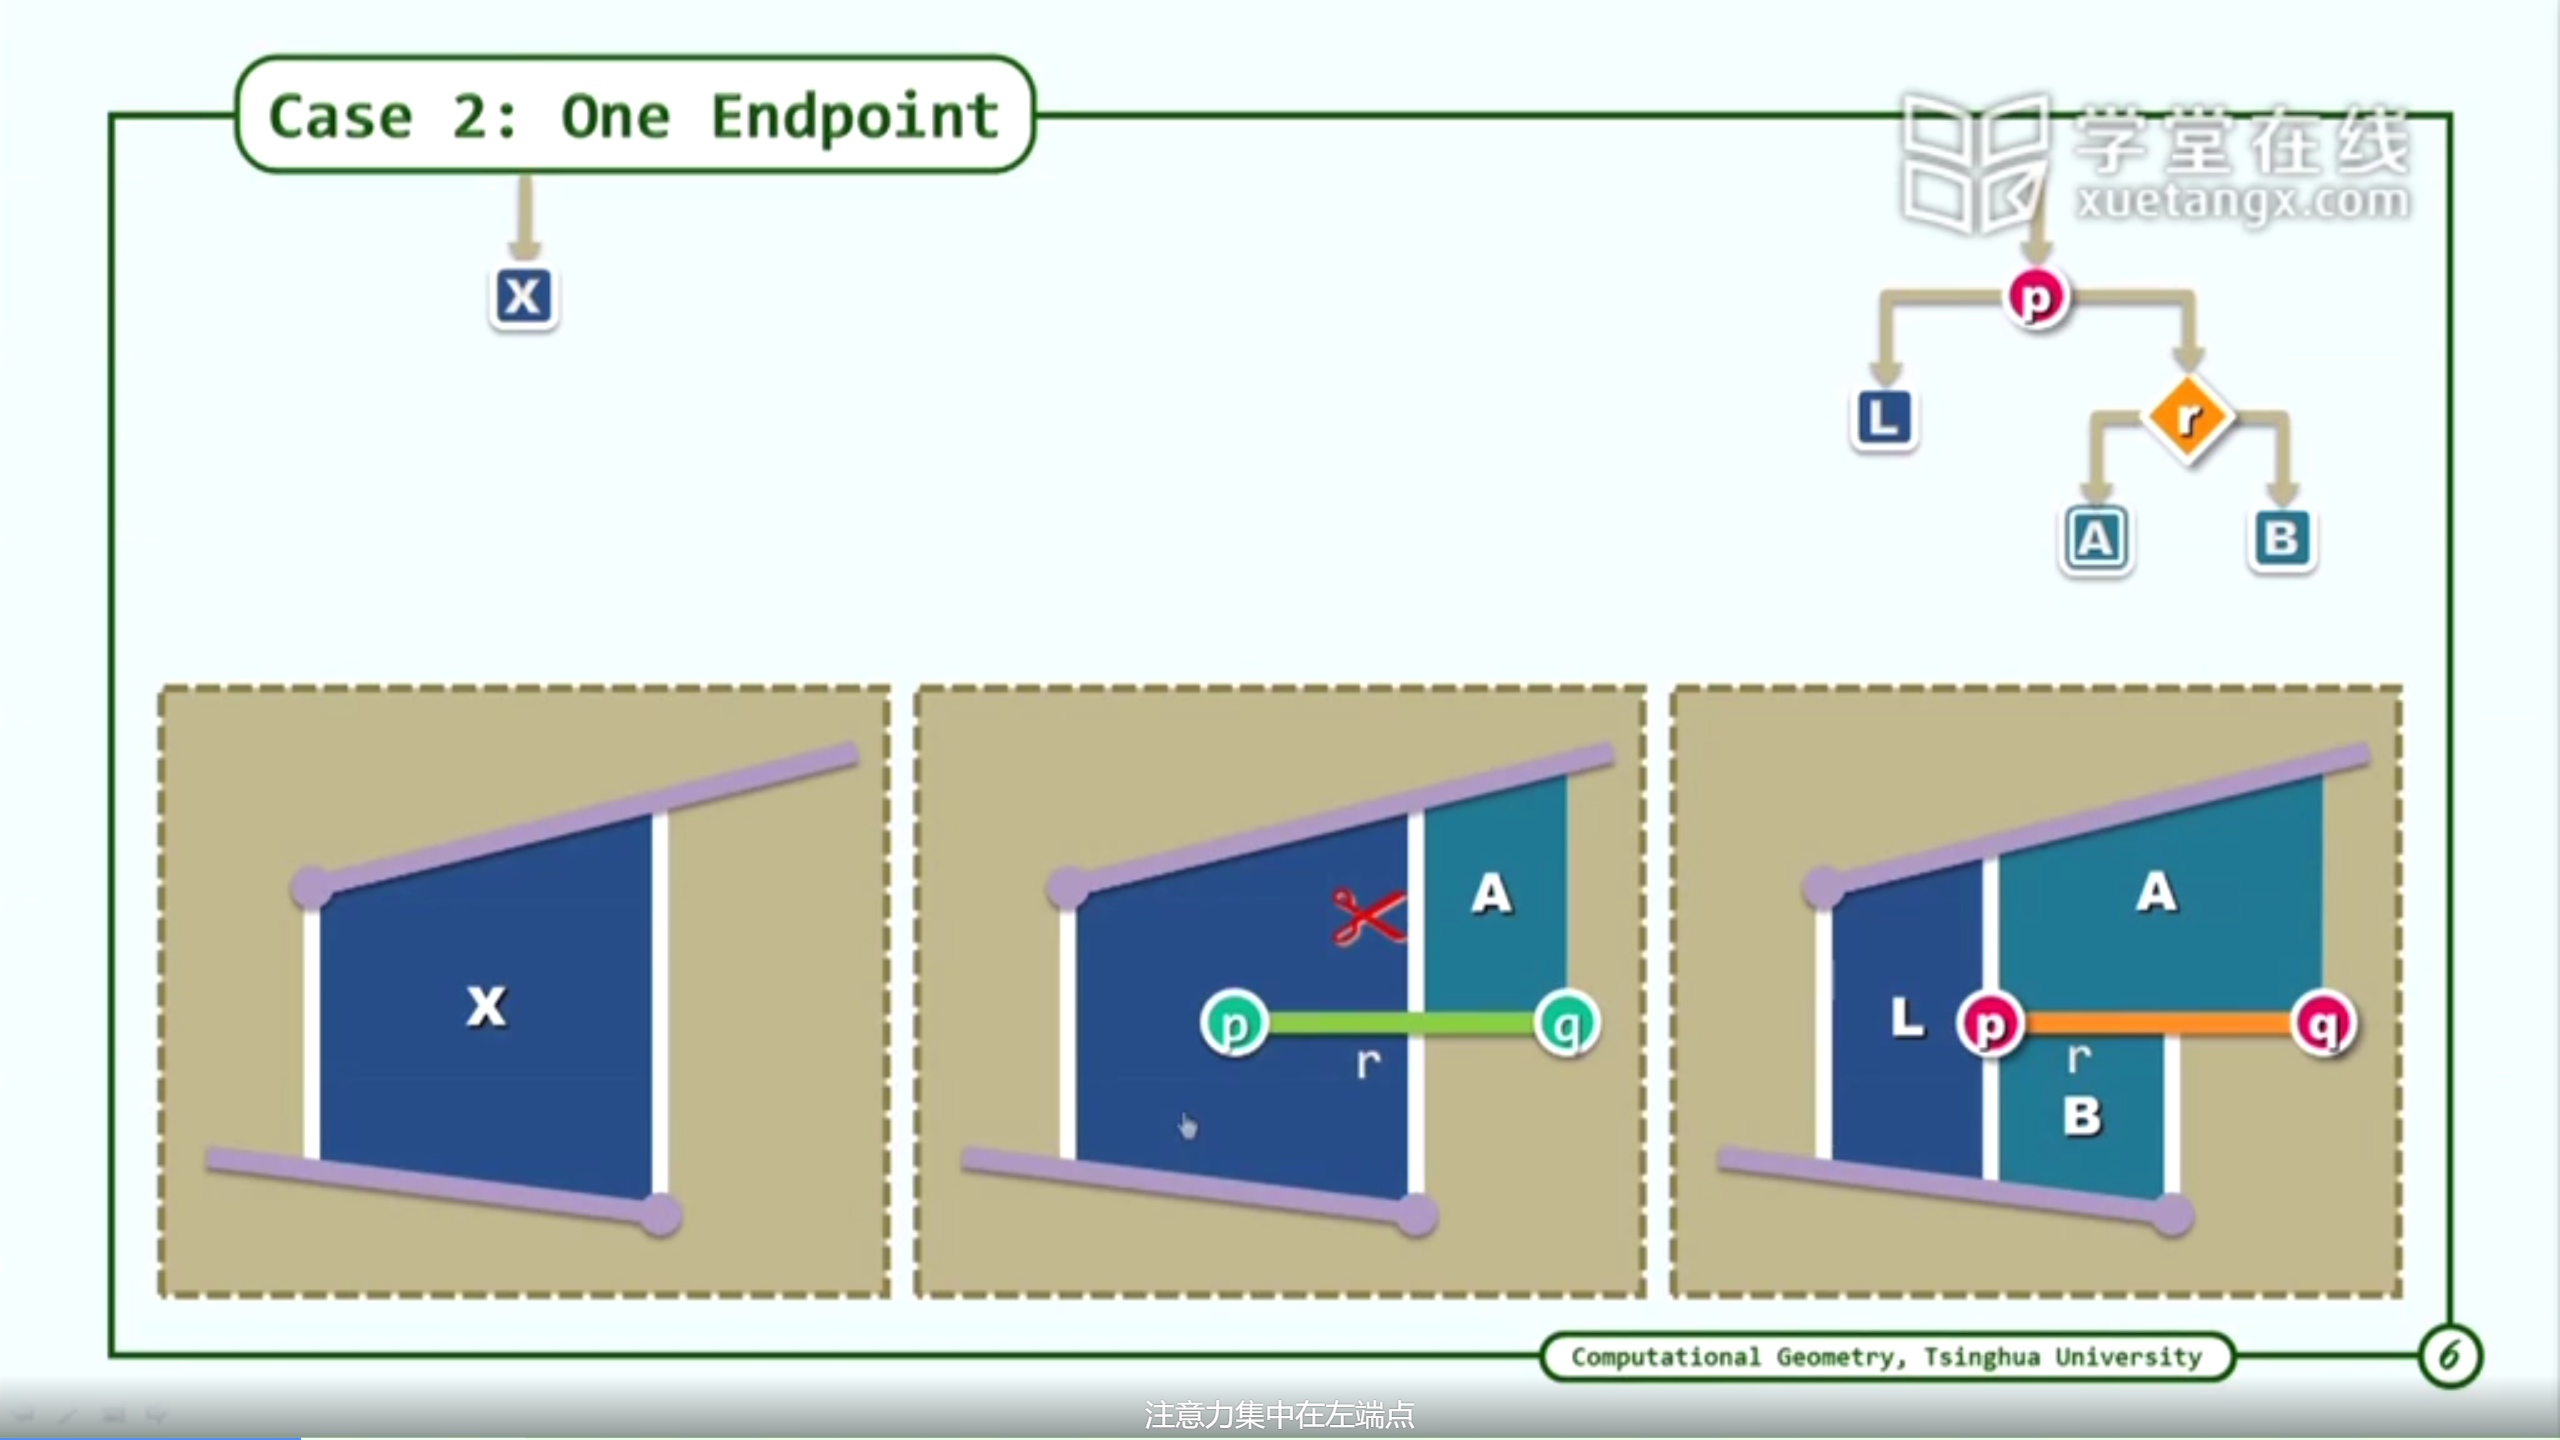 Case 2: One Endpoint
学堂在线
xuetangx.com
X
p
L
r
A
B
X
A
p
q
r
A
L
p
q
r
B
Computational Geometry, Tsinghua University
6
注意力集中在左端点